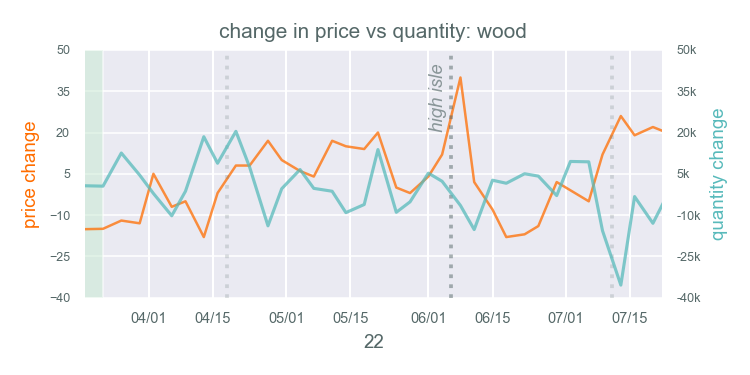 change in price vs quantity: wood
price change
50
35
20
5
−10
−25
−40
high isle
50k
35k
20k
5k
-10k
-25k
-40k
quantity change
04/01 04/15 05/01 05/15 06/01 06/15 07/01 07/15
22